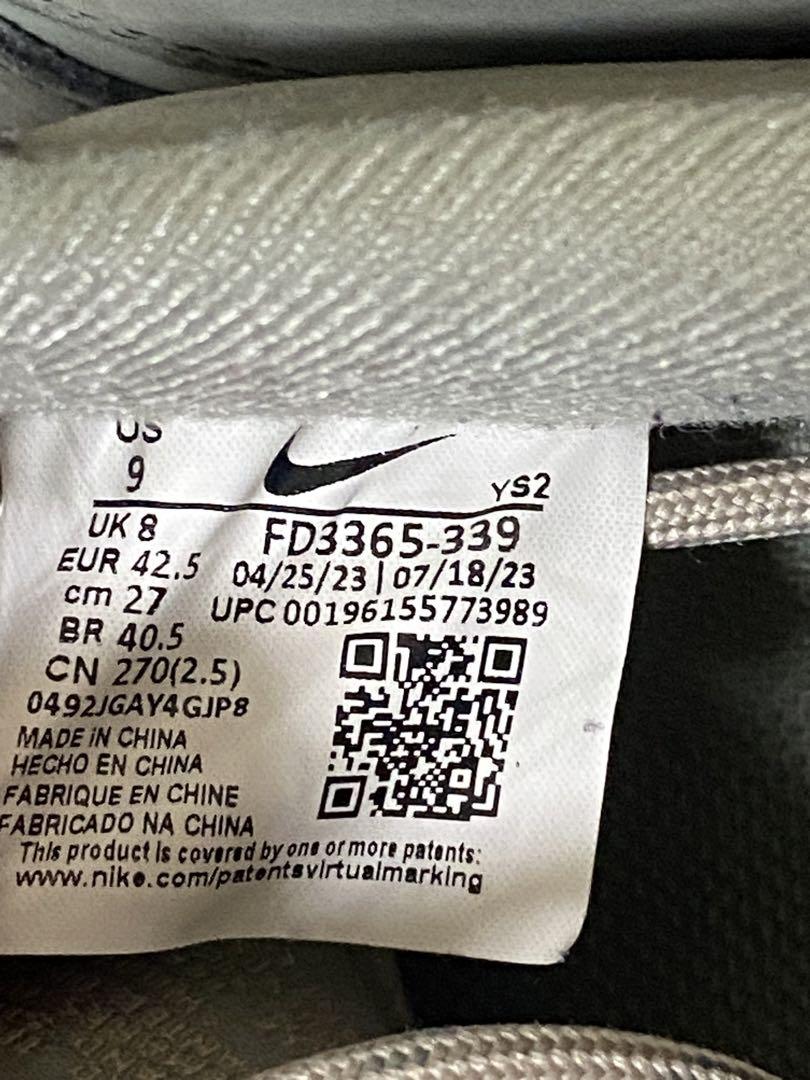 US
9
YS2
UK 8
EUR 42.5
cm 27
BR 40.5
CN 270(2.5)
0492JGAY4GJP8
FD3365-339
04/25/23 | 07/18/23
UPC 00196155773989
MADE IN CHINA
HECHO EN CHINA
FABRIQUE EN CHINE
FABRICADO NA CHINA
This product is covered by one or more patents:
www.nike.com/patentsvirtualmarking